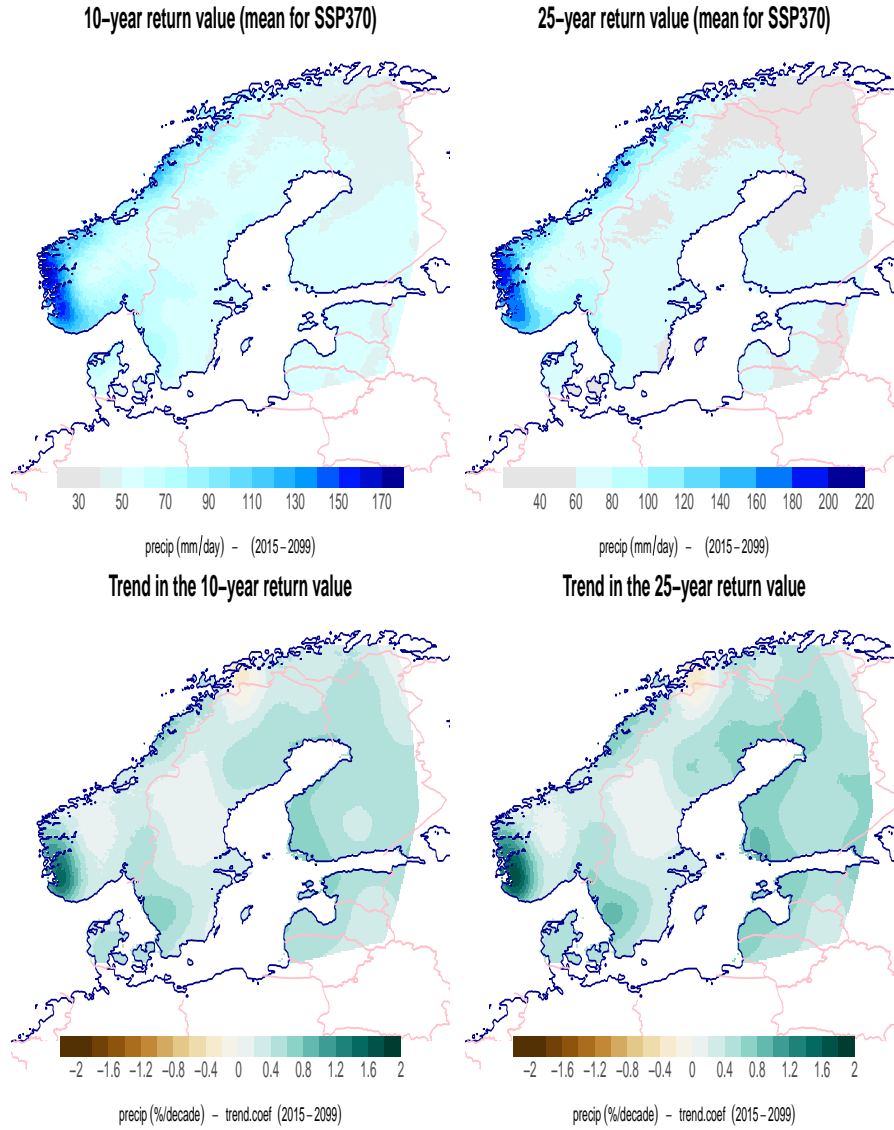 10−year return value (mean for SSP370)
25−year return value (mean for SSP370)
30 50 70 90 110 130 150 170
40 60 80 100 120 140 160 180 200 220
precip (mm/day) − (2015−2099)
precip (mm/day) − (2015−2099)
Trend in the 10−year return value
Trend in the 25−year return value
−2 −1.6 −1.2 −0.8 −0.4 0 0.4 0.8 1.2 1.6 2
−2 −1.6 −1.2 −0.8 −0.4 0 0.4 0.8 1.2 1.6 2
precip (%/decade) − trend.coef (2015−2099)
precip (%/decade) − trend.coef (2015−2099)